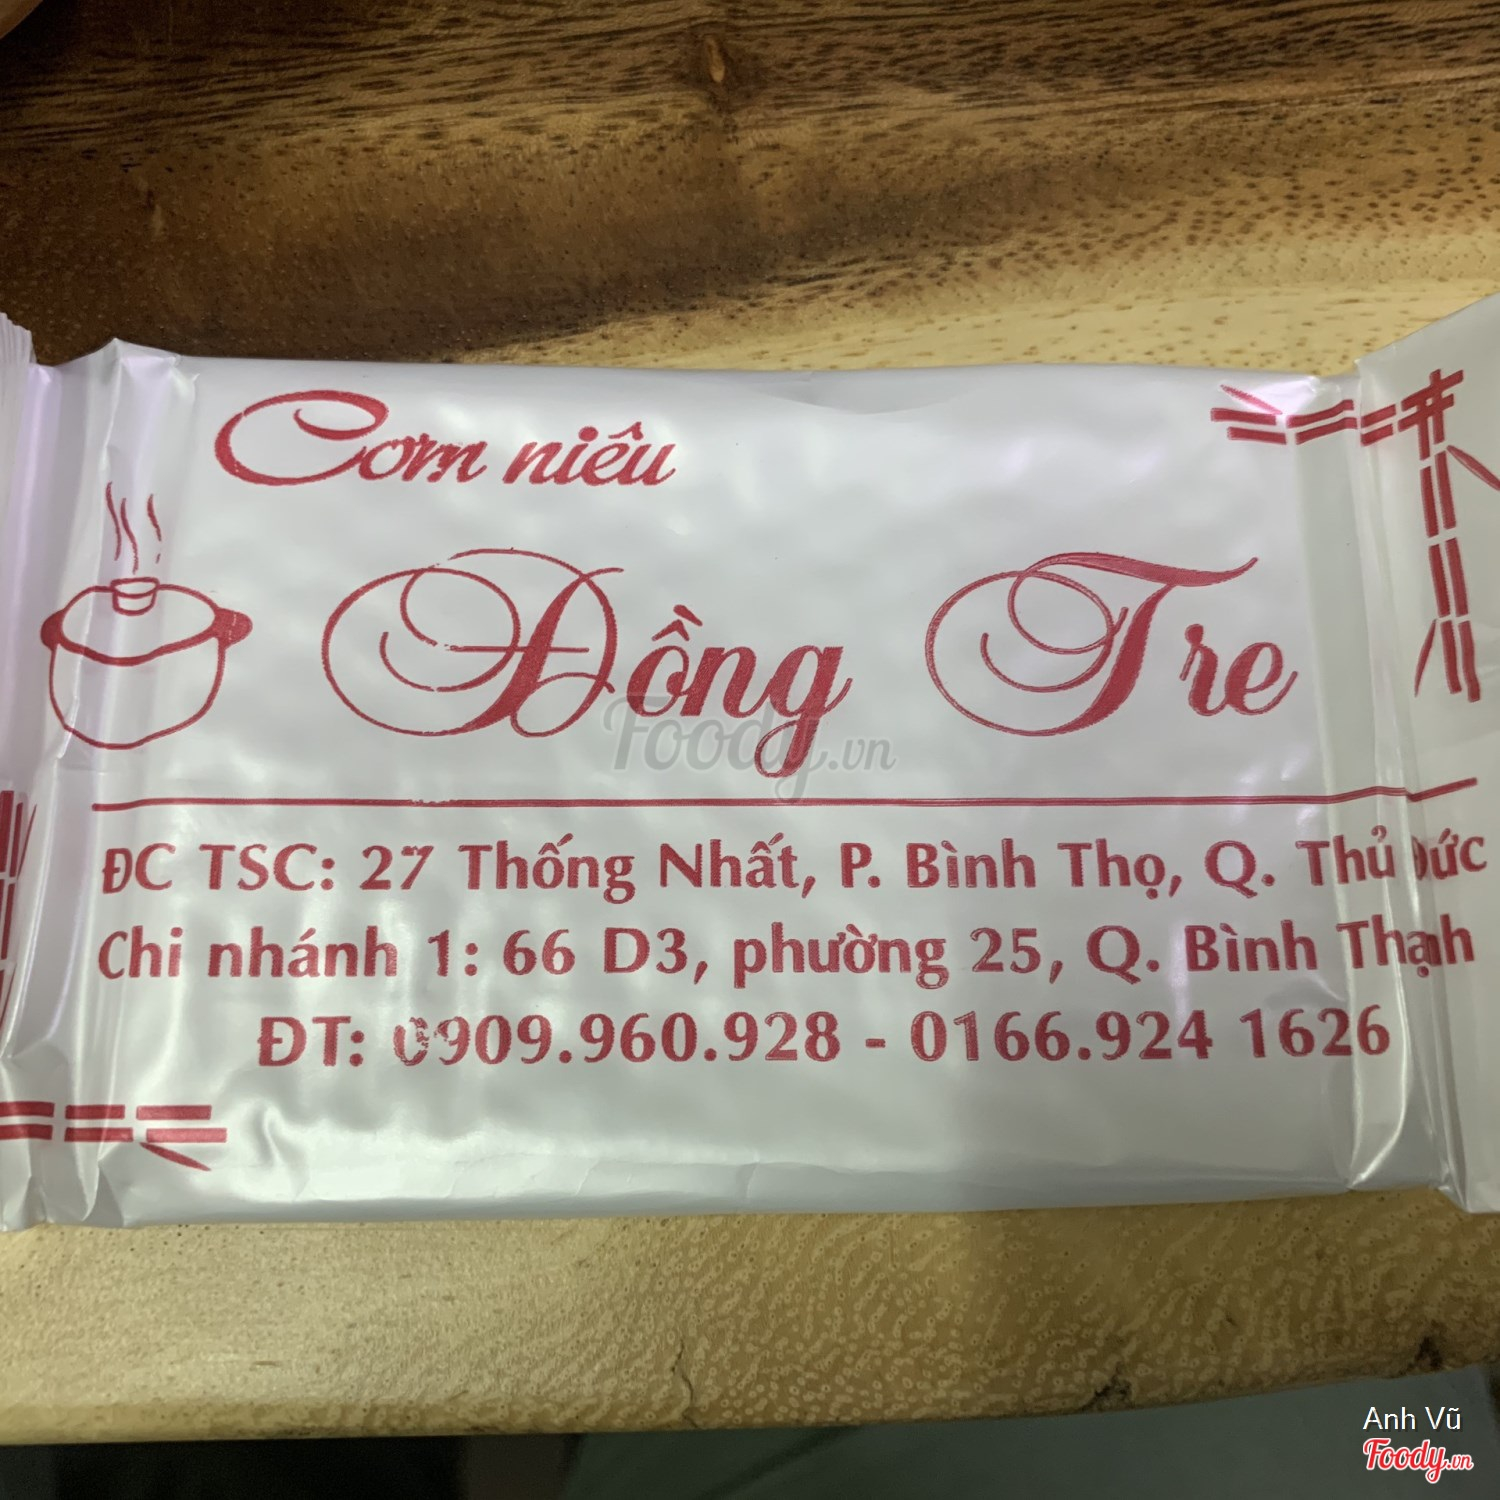 Cơm niêu
Đồng Tre
Foody.vn
ĐC TSC: 27 Thống Nhất, P. Bình Thọ, Q. Thủ Đức
Chi nhánh 1: 66 D3, phường 25, Q. Bình Thạnh
ĐT: 0909.960.928 - 0166.924 1626
Anh Vũ
Foody.vn